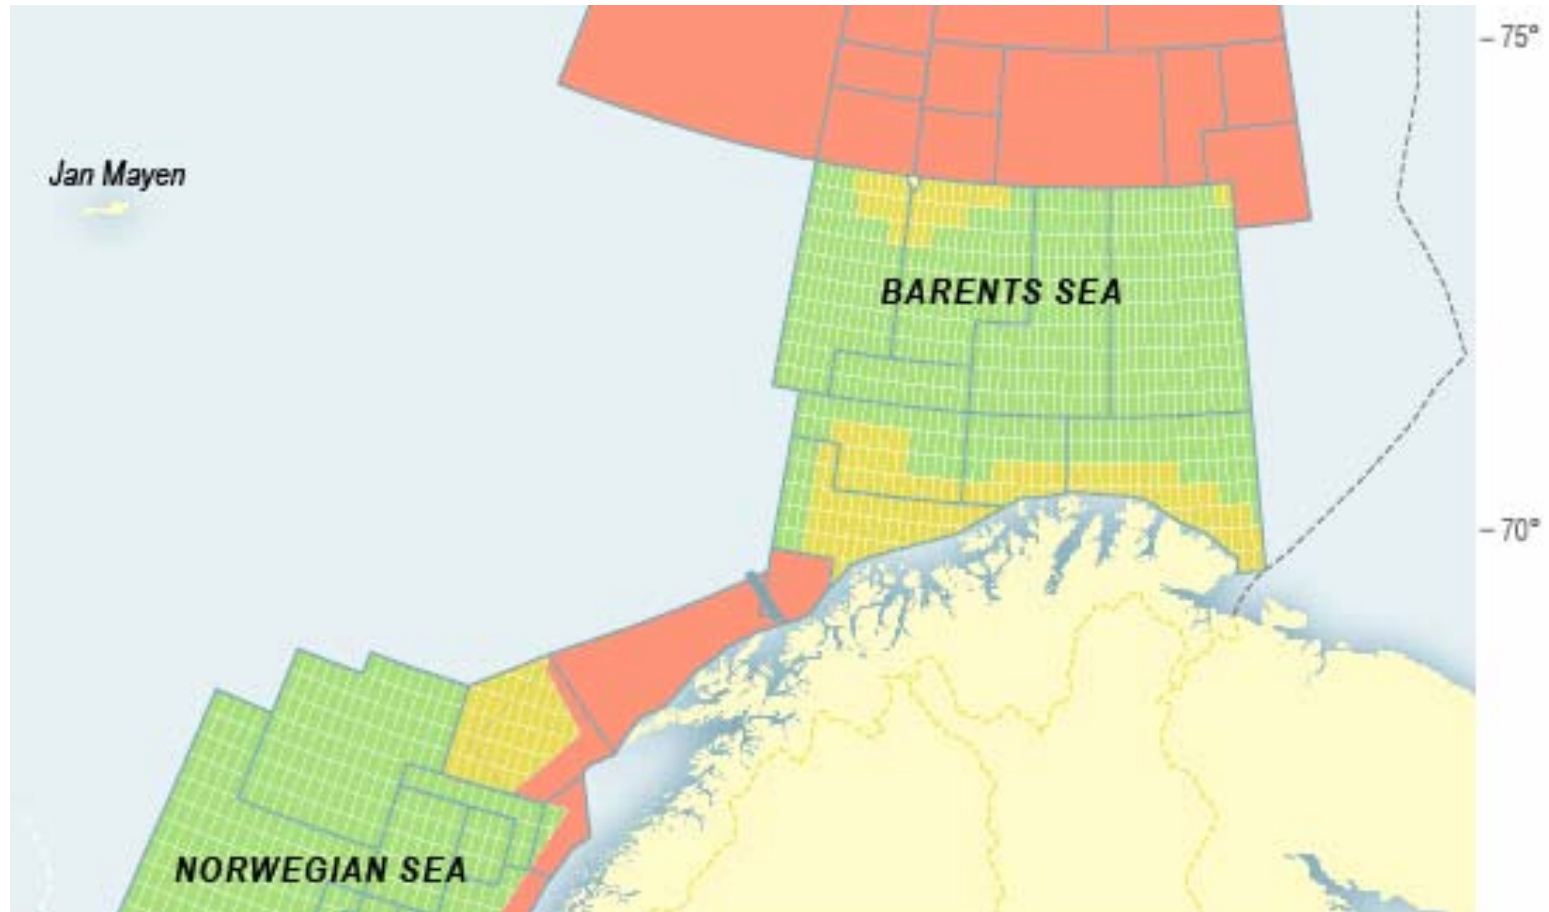 – 75°
Jan Mayen
BARENTS SEA
– 70°
NORWEGIAN SEA